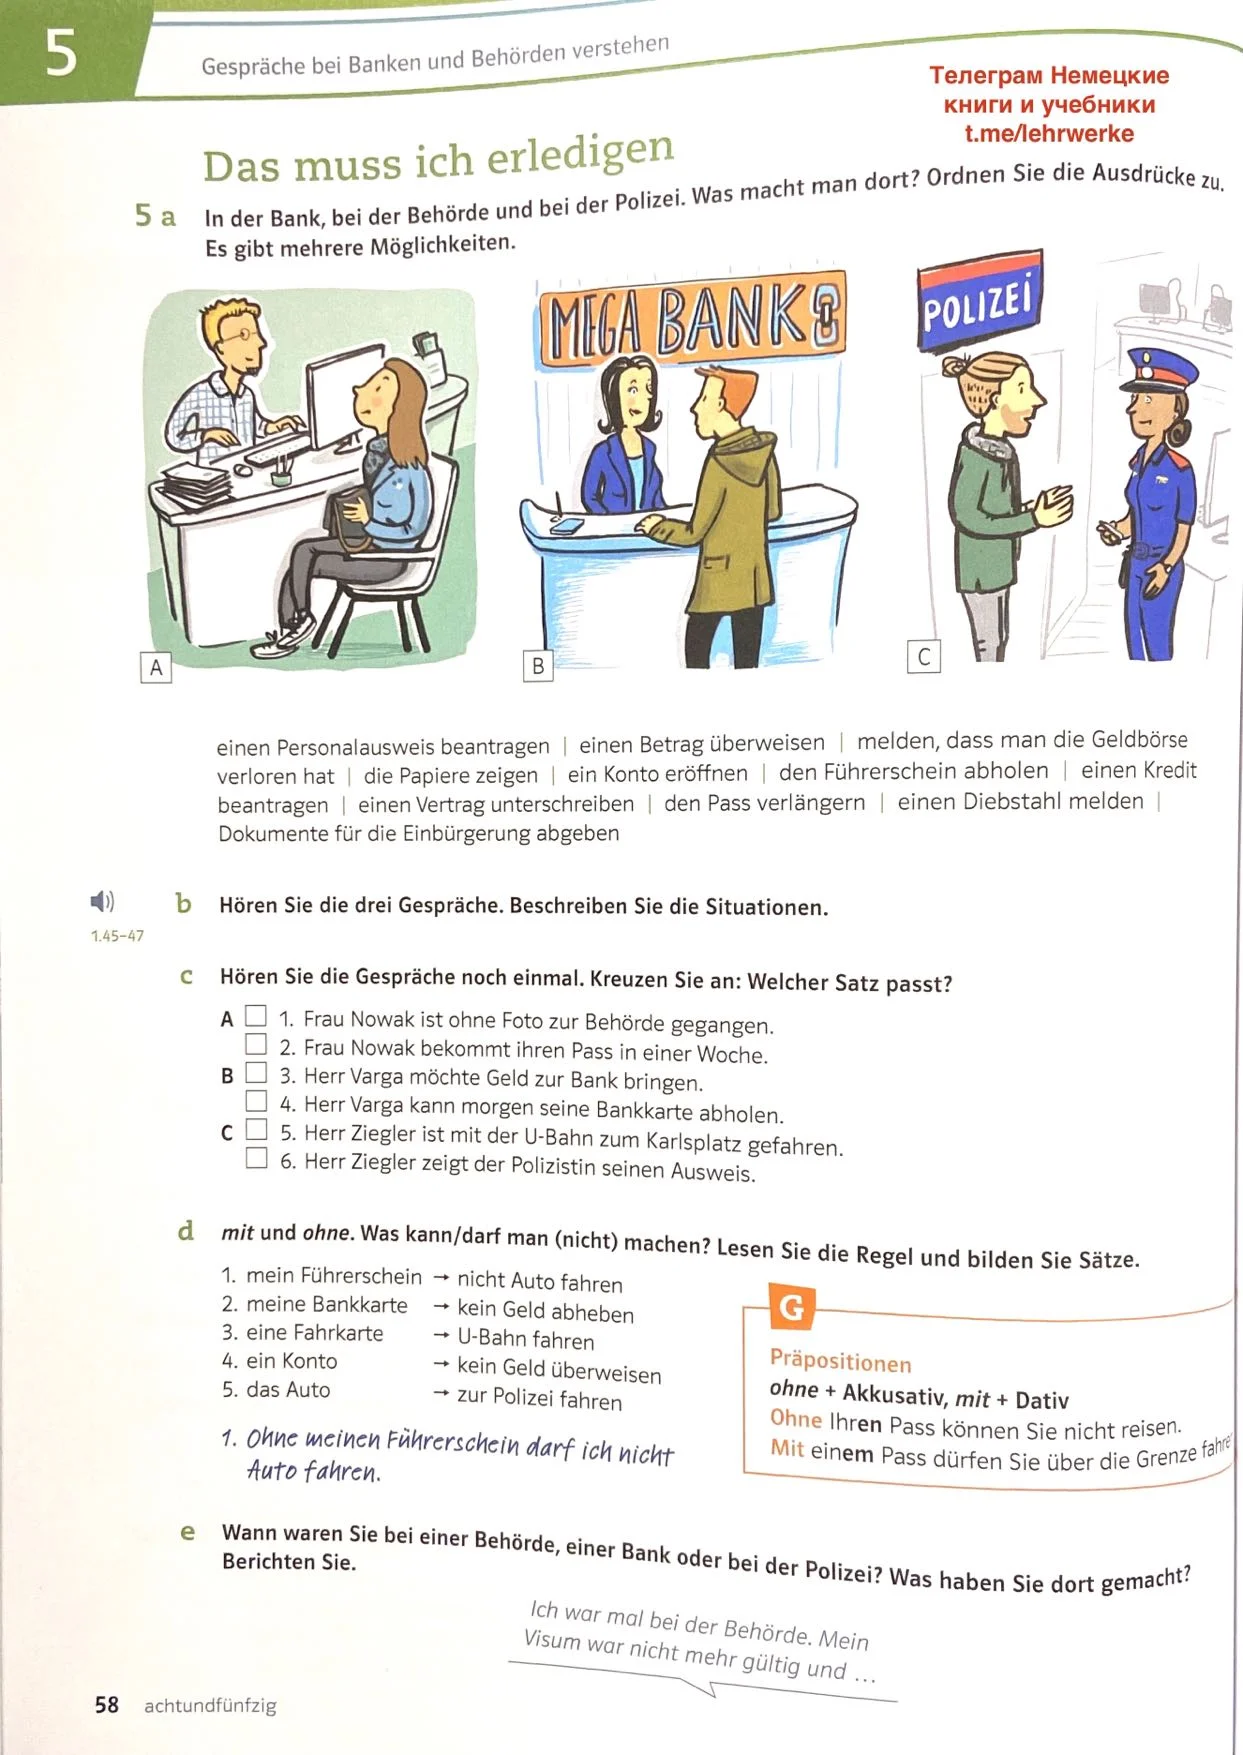 5
Gespräche bei Banken und Behörden verstehen
Телеграм Немецкие
книги и учебники
t.me/lehrwerke
Das muss ich erledigen
5 a In der Bank, bei der Behörde und bei der Polizei. Was macht man dort? Ordnen Sie die Ausdrücke zu.
Es gibt mehrere Möglichkeiten.
MEGA BANK
POLIZEi
A
B
C
einen Personalausweis beantragen | einen Betrag überweisen | melden, dass man die Geldbörse
verloren hat | die Papiere zeigen | ein Konto eröffnen | den Führerschein abholen | einen Kredit
beantragen | einen Vertrag unterschreiben | den Pass verlängern | einen Diebstahl melden |
Dokumente für die Einbürgerung abgeben
b Hören Sie die drei Gespräche. Beschreiben Sie die Situationen.
1.45–47
c Hören Sie die Gespräche noch einmal. Kreuzen Sie an: Welcher Satz passt?
A 1. Frau Nowak ist ohne Foto zur Behörde gegangen.
2. Frau Nowak bekommt ihren Pass in einer Woche.
B 3. Herr Varga möchte Geld zur Bank bringen.
4. Herr Varga kann morgen seine Bankkarte abholen.
C 5. Herr Ziegler ist mit der U-Bahn zum Karlsplatz gefahren.
6. Herr Ziegler zeigt der Polizistin seinen Ausweis.
d mit und ohne. Was kann/darf man (nicht) machen? Lesen Sie die Regel und bilden Sie Sätze.
1. mein Führerschein → nicht Auto fahren
2. meine Bankkarte → kein Geld abheben
3. eine Fahrkarte → U-Bahn fahren
4. ein Konto → kein Geld überweisen
5. das Auto → zur Polizei fahren
1. Ohne meinen Führerschein darf ich nicht
Auto fahren.
G
Präpositionen
ohne + Akkusativ, mit + Dativ
Ohne Ihren Pass können Sie nicht reisen.
Mit einem Pass dürfen Sie über die Grenze fahre
e Wann waren Sie bei einer Behörde, einer Bank oder bei der Polizei? Was haben Sie dort gemacht?
Berichten Sie.
Ich war mal bei der Behörde. Mein
Visum war nicht mehr gültig und ...
58 achtundfünfzig